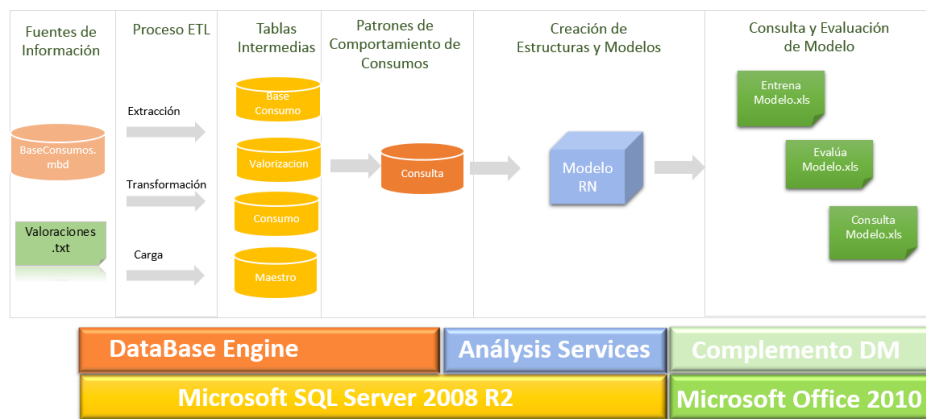 Fuentes de
Información
Proceso ETL
Tablas
Intermedias
Patrones de
Comportamiento de
Consumos
Creación de
Estructuras y Modelos
Consulta y Evaluación
de Modelo
BaseConsumos.
mbd
Valoraciones
.txt
Extracción
Transformación
Carga
Base
Consumo
Valorizacion
Consumo
Maestro
Consulta
Modelo
RN
Entrena
Modelo.xls
Evalúa
Modelo.xls
Consulta
Modelo.xls
DataBase Engine
Análysis Services
Complemento DM
Microsoft SQL Server 2008 R2
Microsoft Office 2010